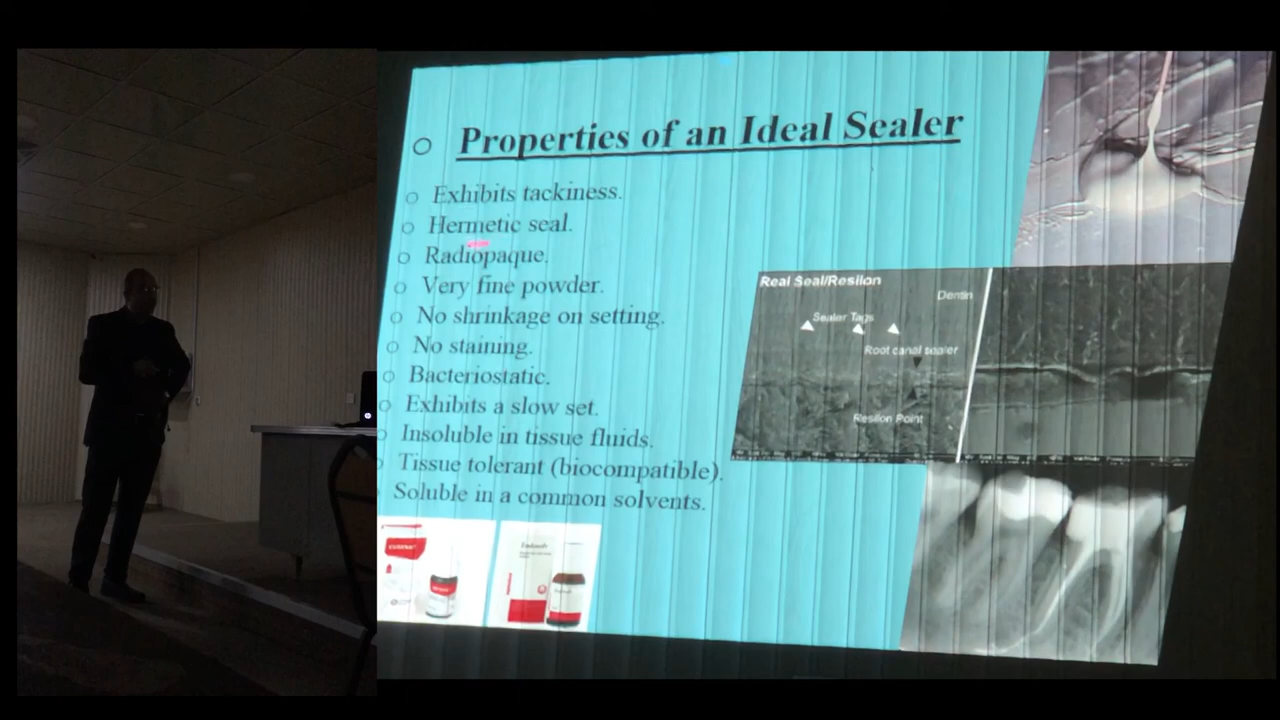 Properties of an Ideal Sealer
Exhibits tackiness.
Hermetic seal.
Radiopaque.
Very fine powder.
No shrinkage on setting.
No staining.
Bacteriostatic.
Exhibits a slow set.
Insoluble in tissue fluids.
Tissue tolerant (biocompatible).
Soluble in a common solvents.
Real Seal/Resilon
Dentin
Sealer Tags
Root canal sealer
Resilon Point